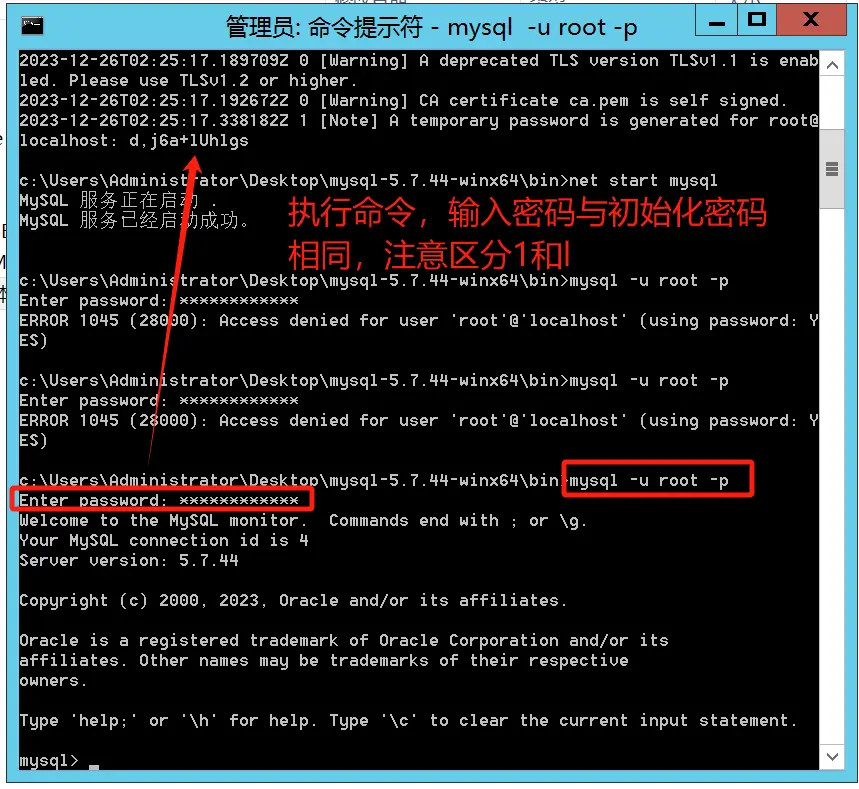 管理员: 命令提示符 - mysql  -u root -p
2023-12-26T02:25:17.189709Z 0 [Warning] A deprecated TLS version TLSv1.1 is enab
led. Please use TLSv1.2 or higher.
2023-12-26T02:25:17.192672Z 0 [Warning] CA certificate ca.pem is self signed.
2023-12-26T02:25:17.338182Z 1 [Note] A temporary password is generated for root@
localhost: d,j6a+lUhlgs
c:\Users\Administrator\Desktop\mysql-5.7.44-winx64\bin>net start mysql
MySQL 服务正在启动 .
MySQL 服务已经启动成功。
执行命令，输入密码与初始化密码
相同，注意区分1和l
c:\Users\Administrator\Desktop\mysql-5.7.44-winx64\bin>mysql -u root -p
Enter password: ************
ERROR 1045 (28000): Access denied for user 'root'@'localhost' (using password: Y
ES)
c:\Users\Administrator\Desktop\mysql-5.7.44-winx64\bin>mysql -u root -p
Enter password: ************
ERROR 1045 (28000): Access denied for user 'root'@'localhost' (using password: Y
ES)
c:\Users\Administrator\Desktop\mysql-5.7.44-winx64\bin>mysql -u root -p
Enter password: ************
Welcome to the MySQL monitor.  Commands end with ; or \g.
Your MySQL connection id is 4
Server version: 5.7.44
Copyright (c) 2000, 2023, Oracle and/or its affiliates.
Oracle is a registered trademark of Oracle Corporation and/or its
affiliates. Other names may be trademarks of their respective
owners.
Type 'help;' or '\h' for help. Type '\c' to clear the current input statement.
mysql> _